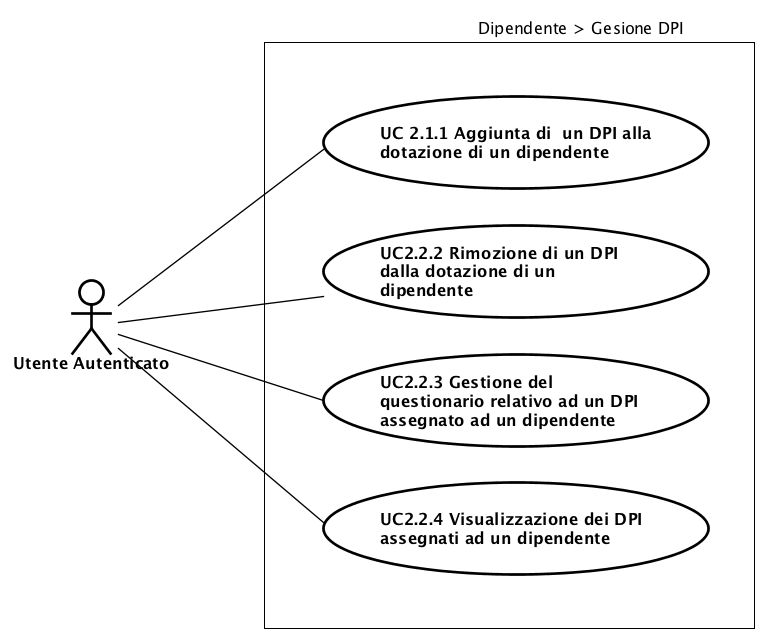 Dipendente > Gesione DPI
UC 2.1.1 Aggiunta di  un DPI alla
dotazione di un dipendente
UC2.2.2 Rimozione di un DPI
dalla dotazione di un
dipendente
Utente Autenticato
UC2.2.3 Gestione del
questionario relativo ad un DPI
assegnato ad un dipendente
UC2.2.4 Visualizzazione dei DPI
assegnati ad un dipendente